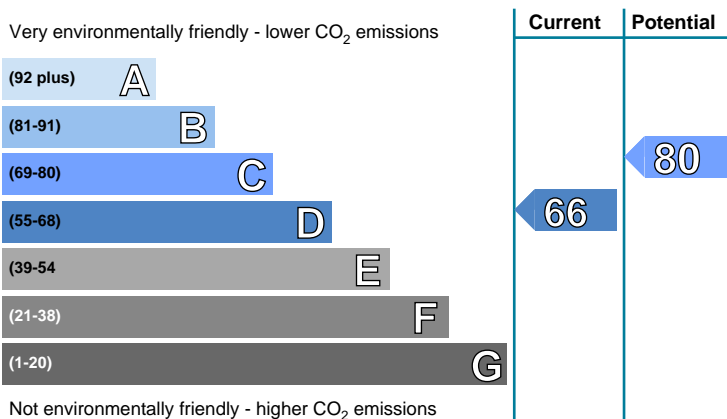 Very environmentally friendly - lower CO2 emissions
Current
Potential
(92 plus) A
(81-91) B
(69-80) C
(55-68) D
(39-54 E
(21-38) F
(1-20) G
80
66
Not environmentally friendly - higher CO2 emissions